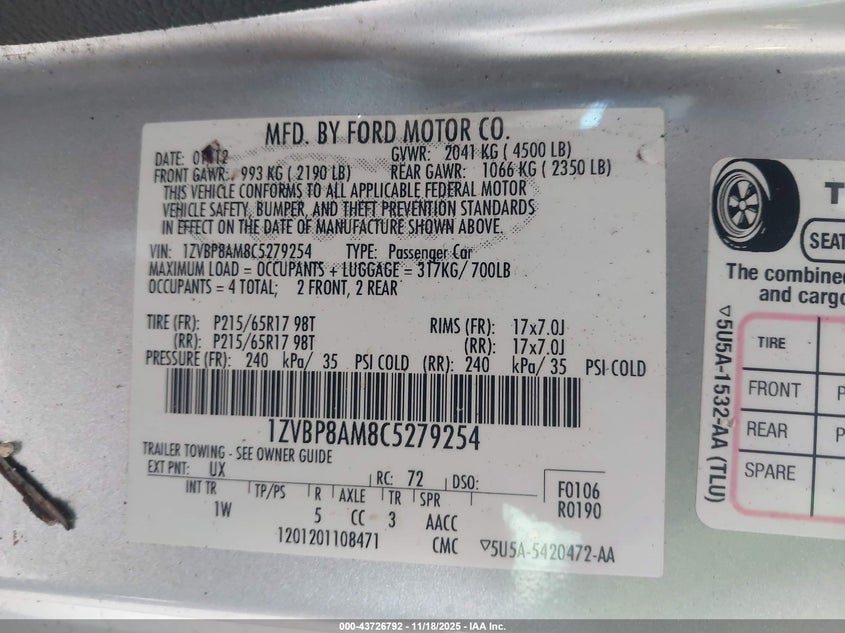 MFD. BY FORD MOTOR CO.
DATE: GVWR: 2041 KG ( 4500 LB)
FRONT GAWR: 993 KG ( 2190 LB) REAR GAWR: 1066 KG ( 2350 LB)
THIS VEHICLE CONFORMS TO ALL APPLICABLE FEDERAL MOTOR
VEHICLE SAFETY, BUMPER, AND THEFT PREVENTION STANDARDS
IN EFFECT ON THE DATE OF MANUFACTURE SHOWN ABOVE.
VIN: 1ZVBP8AM8C5279254 TYPE: Passenger Car
MAXIMUM LOAD = OCCUPANTS + LUGGAGE = 317KG/ 700LB
OCCUPANTS = 4 TOTAL; 2 FRONT, 2 REAR
TIRE (FR): P215/65R17 98T RIMS (FR): 17x7.0J
(RR): P215/65R17 98T (RR): 17x7.0J
PRESSURE (FR): 240 kPa/ 35 PSI COLD (RR): 240 kPa/ 35 PSI COLD
1ZVBP8AM8C5279254
TRAILER TOWING - SEE OWNER GUIDE
EXT PNT: UX RC: 72 DSO:
INT TR TP/PS R AXLE TR SPR
1W 5 CC 3 AACC
F0106
R0190
1201201108471 CMC ▽5U5A-5420472-AA
T
SEAT
The combined
and cargo
▽5U5A-1532-AA (TLU)
TIRE
FRONT P
REAR P
SPARE
000-43726792 — 11/18/2025 — IAA Inc.